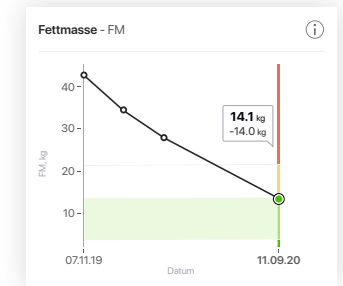 Fettmasse - FM
i
40
30
20
10
FM, kg
14.1 kg
-14.0 kg
07.11.19
11.09.20
Datum